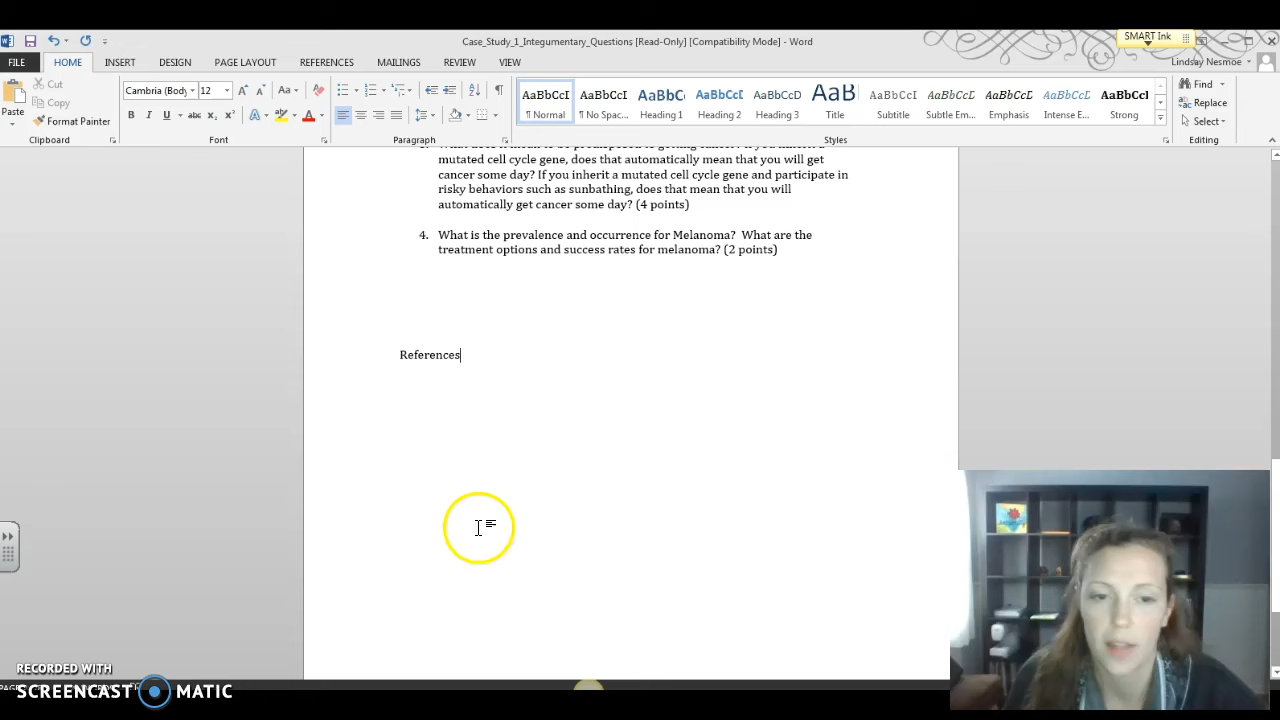 Case_Study_1_Integumentary_Questions [Read-Only] [Compatibility Mode] - Word
SMART Ink
FILE HOME INSERT DESIGN PAGE LAYOUT REFERENCES MAILINGS REVIEW VIEW Lindsay Nesmoe
Cut
Copy
Format Painter
Paste
Clipboard
Cambria (Body 12 Aa
B I U
Font
Paragraph
AaBbCcI AaBbCcI AaBbC AaBbCcI AaBbCcD AaB AaBbCcD AaBbCcD AaBbCcD AaBbCcD AaBbCcI
¶ Normal ¶ No Spac... Heading 1 Heading 2 Heading 3 Title Subtitle Subtle Em... Emphasis Intense E... Strong
Styles
Find
Replace
Select
Editing
mutated cell cycle gene, does that automatically mean that you will get
cancer some day? If you inherit a mutated cell cycle gene and participate in
risky behaviors such as sunbathing, does that mean that you will
automatically get cancer some day? (4 points)
4. What is the prevalence and occurrence for Melanoma? What are the
treatment options and success rates for melanoma? (2 points)
References
RECORDED WITH
SCREENCAST MATIC